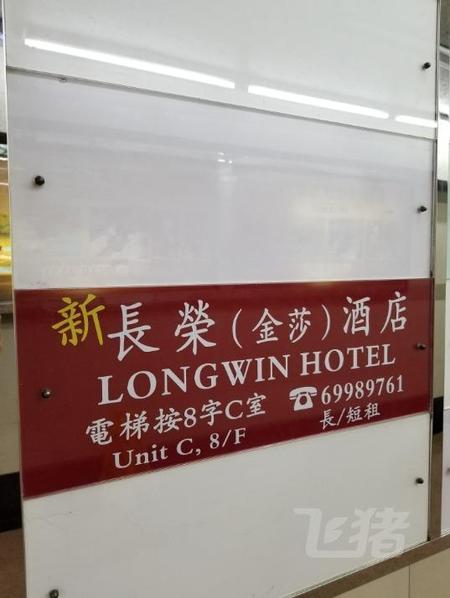 新長榮(金莎)酒店
LONGWIN HOTEL
電梯按8字C室
Unit C, 8/F
☎69989761
長/短租
飞猪